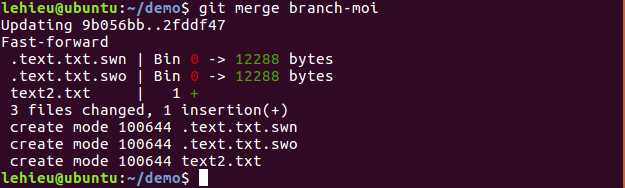 lehieu@ubuntu:~/demo$ git merge branch-moi
Updating 9b056bb..2fddf47
Fast-forward
 .text.txt.swn | Bin 0 -> 12288 bytes
 .text.txt.swo | Bin 0 -> 12288 bytes
 text2.txt     |   1 +
 3 files changed, 1 insertion(+)
 create mode 100644 .text.txt.swn
 create mode 100644 .text.txt.swo
 create mode 100644 text2.txt
lehieu@ubuntu:~/demo$